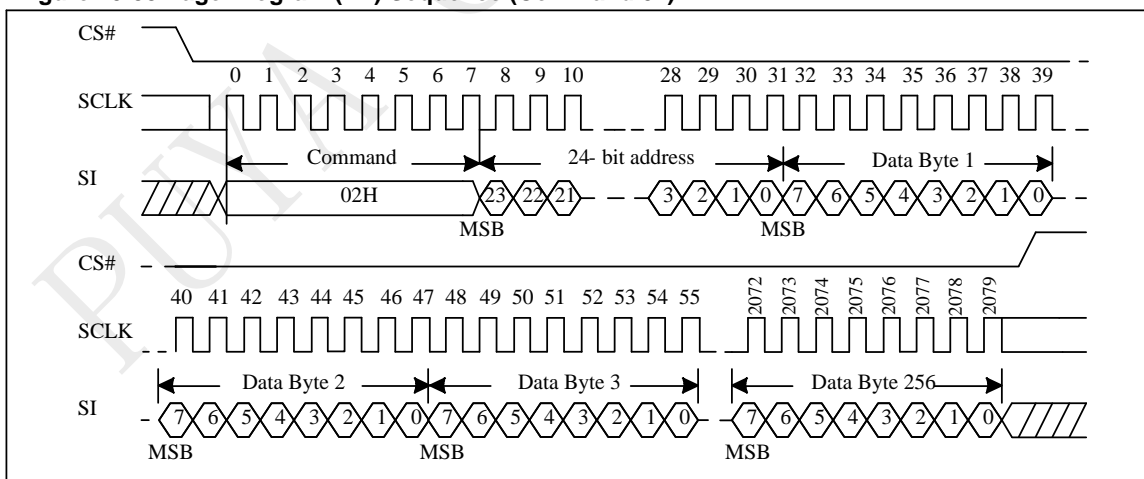 CS#
0 1 2 3 4 5 6 7 8 9 10 28 29 30 31 32 33 34 35 36 37 38 39
SCLK
Command 24- bit address Data Byte 1
SI
02H 23 22 21 3 2 1 0 7 6 5 4 3 2 1 0
MSB MSB
CS#
40 41 42 43 44 45 46 47 48 49 50 51 52 53 54 55 2072 2073 2074 2075 2076 2077 2078 2079
SCLK
Data Byte 2 Data Byte 3 Data Byte 256
SI
7 6 5 4 3 2 1 0 7 6 5 4 3 2 1 0 7 6 5 4 3 2 1 0
MSB MSB MSB
PUYA